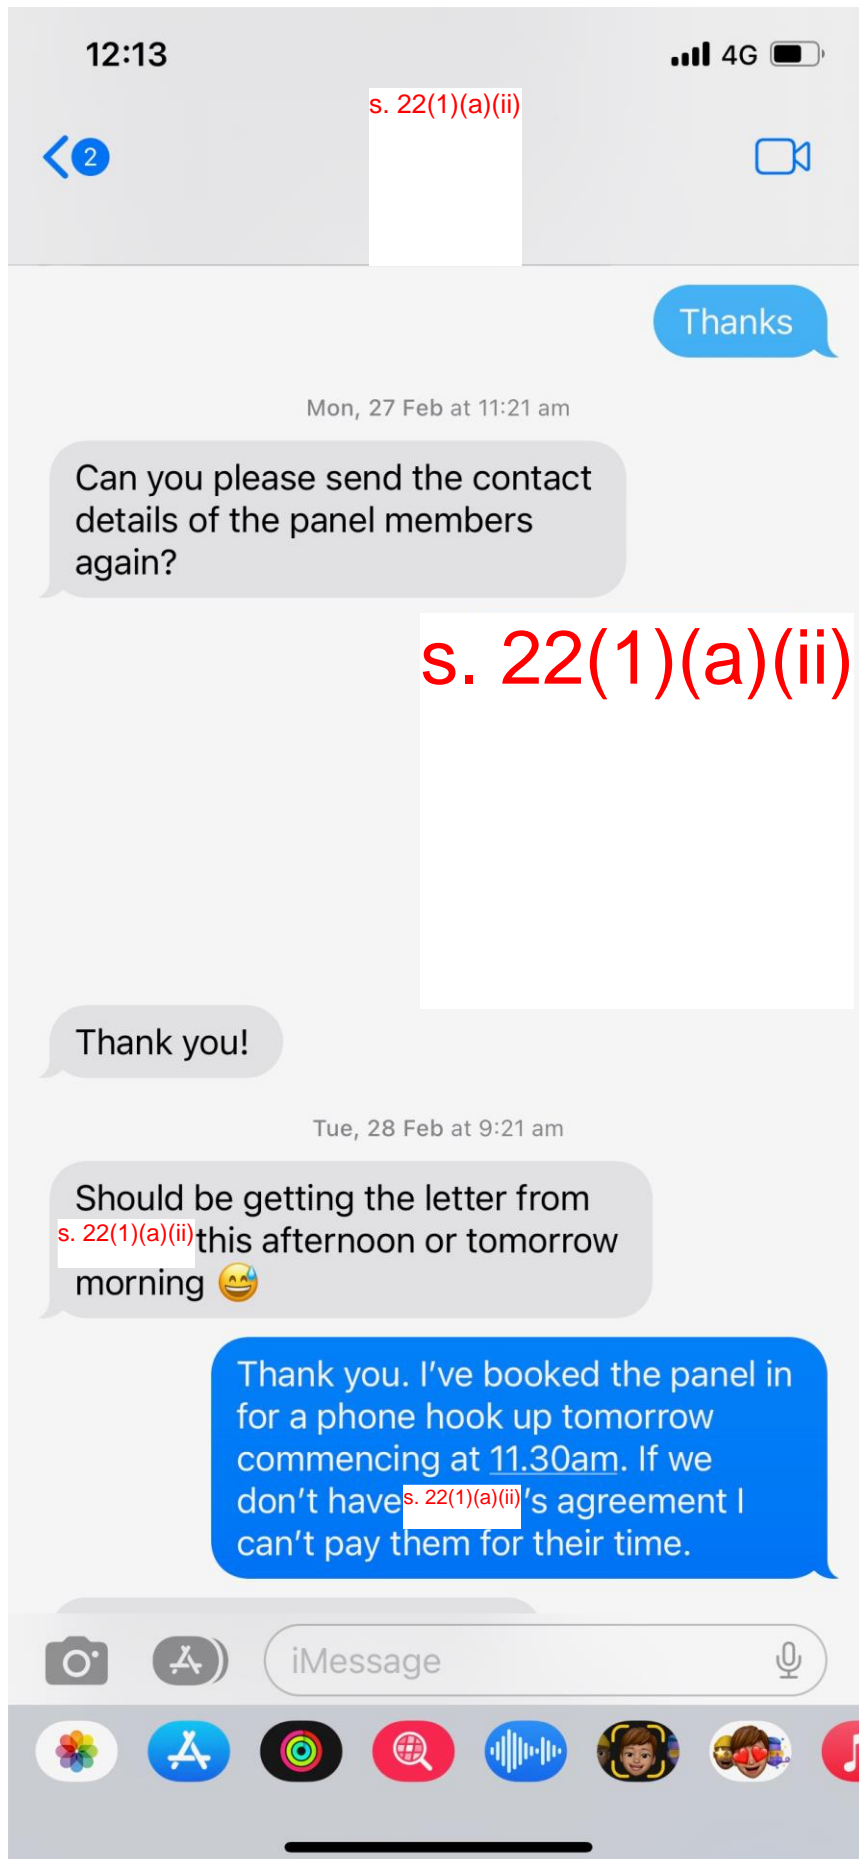 12:13
4G
s. 22(1)(a)(ii)
2
Thanks
Mon, 27 Feb at 11:21 am
Can you please send the contact
details of the panel members
again?
s. 22(1)(a)(ii)
Thank you!
Tue, 28 Feb at 9:21 am
Should be getting the letter from
s. 22(1)(a)(ii) this afternoon or tomorrow
morning 😅
Thank you. I've booked the panel in
for a phone hook up tomorrow
commencing at 11.30am. If we
don't have s. 22(1)(a)(ii) 's agreement I
can't pay them for their time.
iMessage